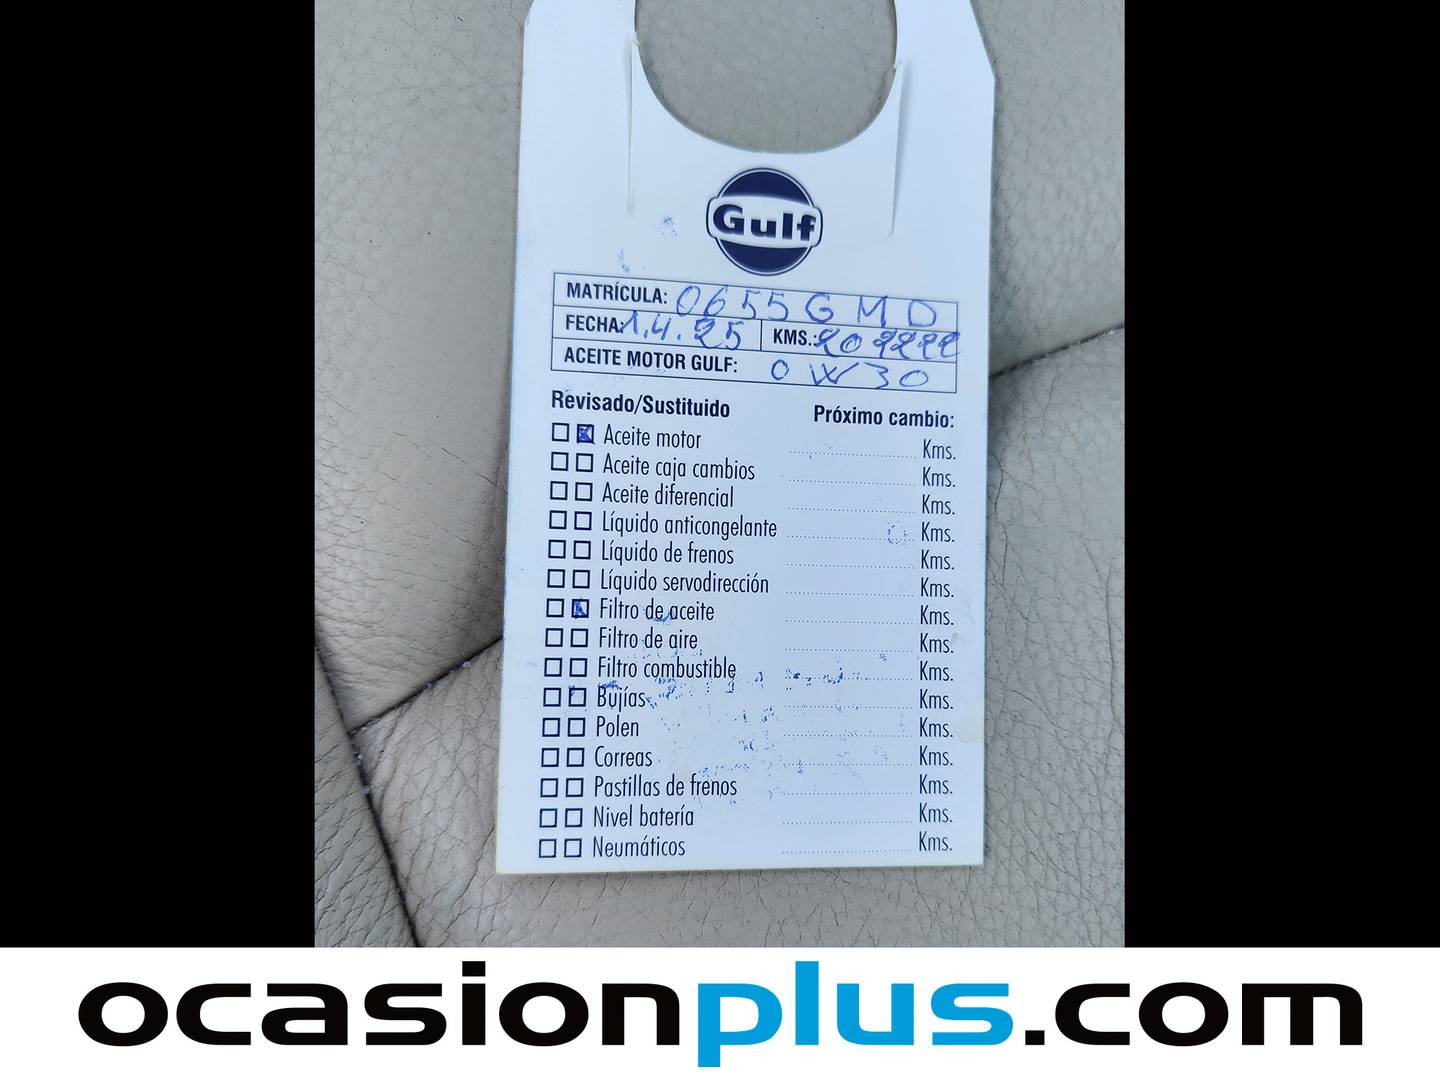 Gulf
MATRÍCULA: 0655GMD
FECHA: 1.4.25 KMS.: 202222
ACEITE MOTOR GULF: 0W30
Revisado/Sustituido Próximo cambio:
Aceite motor Kms.
Aceite caja cambios Kms.
Aceite diferencial Kms.
Líquido anticongelante Kms.
Líquido de frenos Kms.
Líquido servodirección Kms.
Filtro de aceite Kms.
Filtro de aire Kms.
Filtro combustible Kms.
Bujías Kms.
Polen Kms.
Correas Kms.
Pastillas de frenos Kms.
Nivel batería Kms.
Neumáticos Kms.
ocasionplus.com